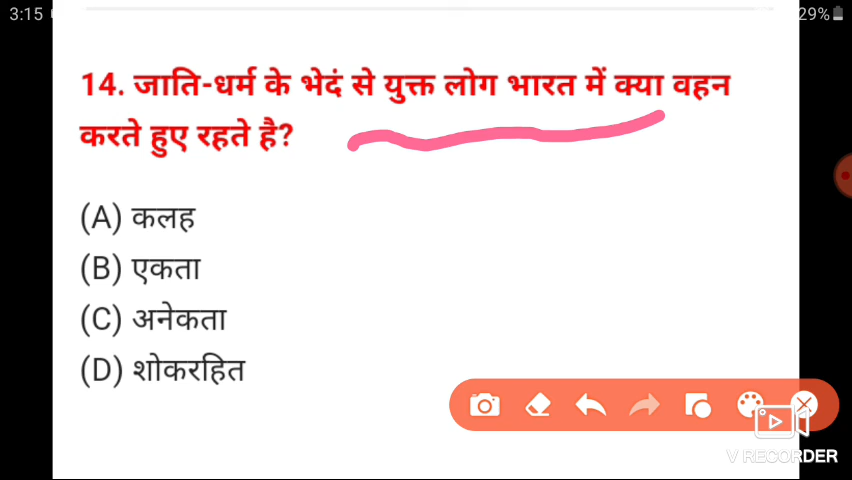 3:15
29%
14. जाति-धर्म के भेदं से युक्त लोग भारत में क्या वहन
करते हुए रहते है?
(A) कलह
(B) एकता
(C) अनेकता
(D) शोकरहित
V RECORDER